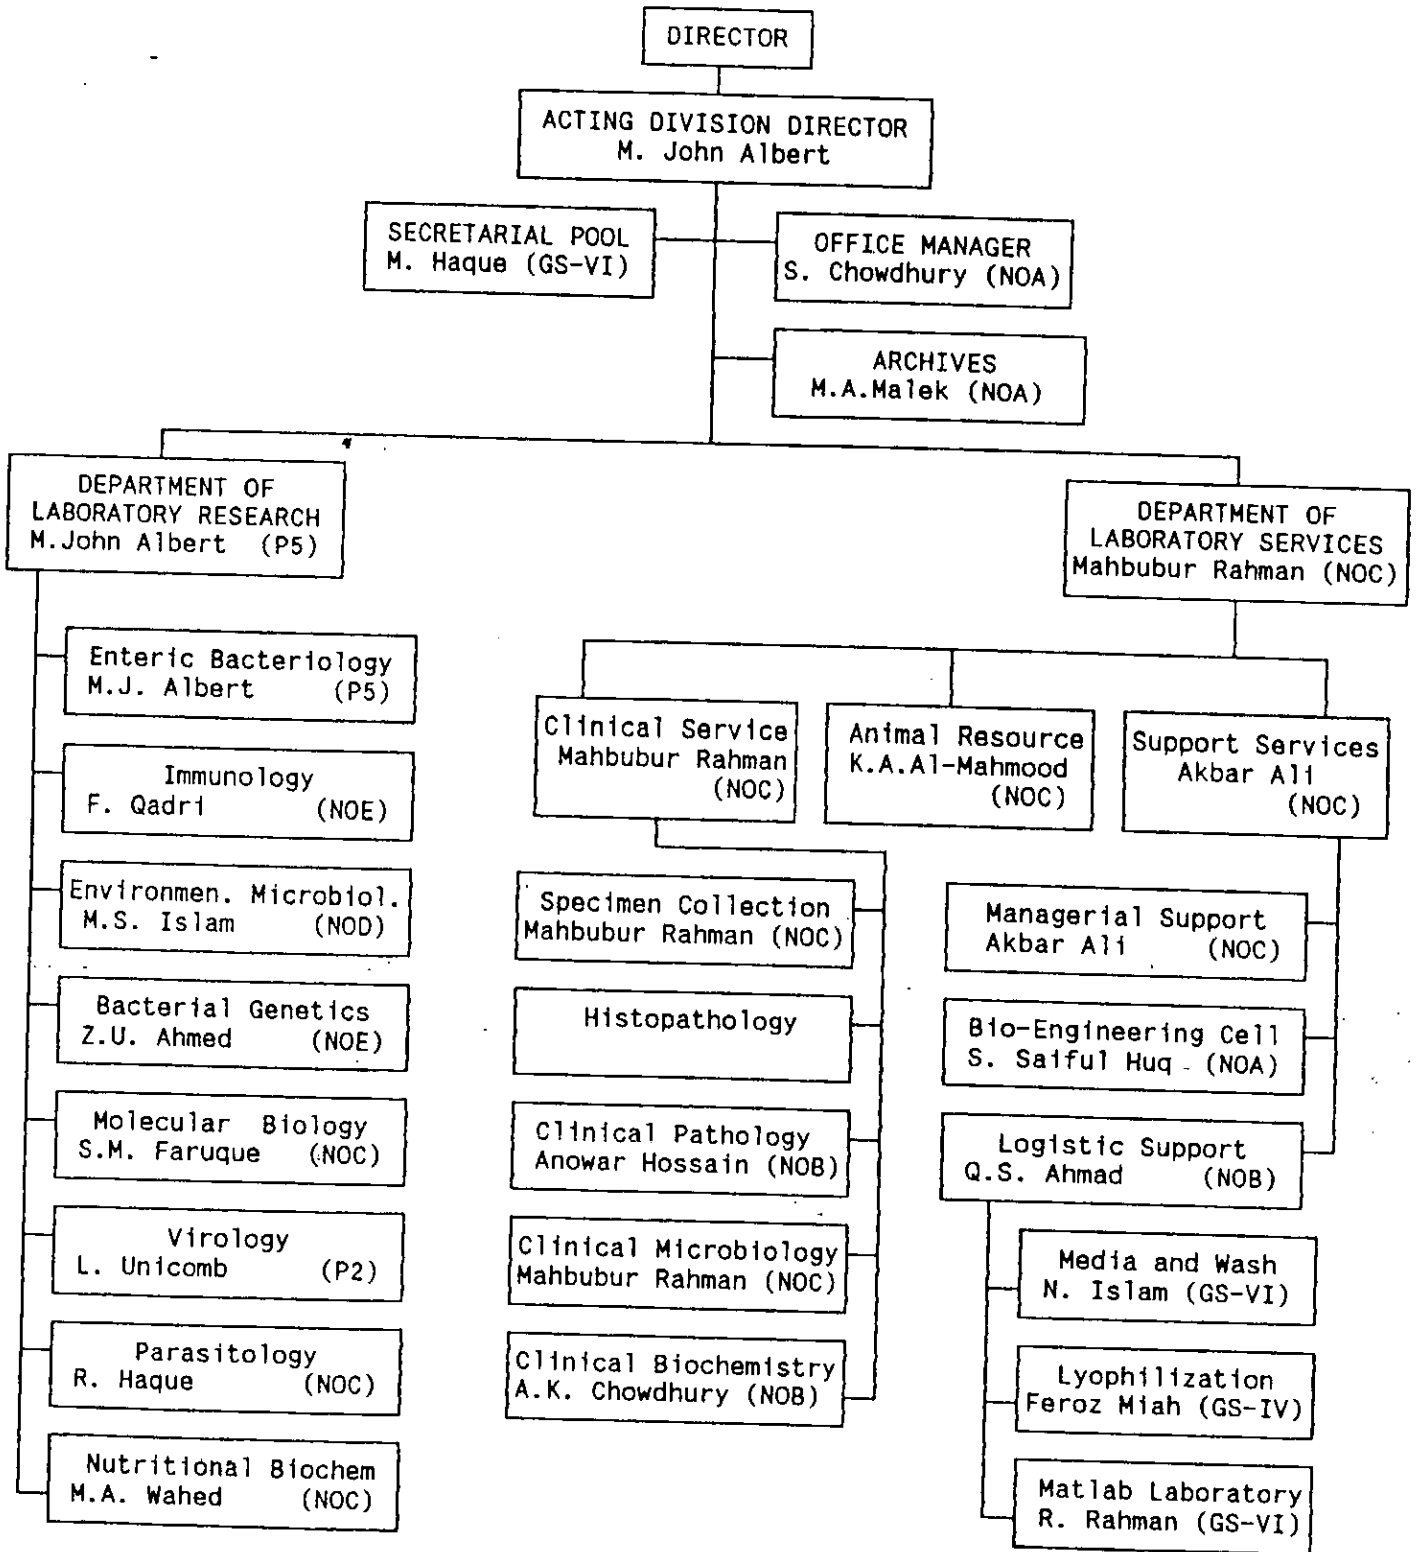 DIRECTOR
ACTING DIVISION DIRECTOR
M. John Albert
SECRETARIAL POOL
M. Haque (GS-VI)
OFFICE MANAGER
S. Chowdhury (NOA)
ARCHIVES
M.A.Malek (NOA)
DEPARTMENT OF
LABORATORY RESEARCH
M.John Albert (P5)
Enteric Bacteriology
M.J. Albert (P5)
Immunology
F. Qadri (NOE)
Environmen. Microbiol.
M.S. Islam (NOD)
Bacterial Genetics
Z.U. Ahmed (NOE)
Molecular Biology
S.M. Faruque (NOC)
Virology
L. Unicomb (P2)
Parasitology
R. Haque (NOC)
Nutritional Biochem
M.A. Wahed (NOC)
DEPARTMENT OF
LABORATORY SERVICES
Mahbubur Rahman (NOC)
Clinical Service
Mahbubur Rahman
(NOC)
Animal Resource
K.A.Al-Mahmood
(NOC)
Support Services
Akbar Ali
(NOC)
Specimen Collection
Mahbubur Rahman (NOC)
Histopathology
Clinical Pathology
Anowar Hossain (NOB)
Clinical Microbiology
Mahbubur Rahman (NOC)
Clinical Biochemistry
A.K. Chowdhury (NOB)
Managerial Support
Akbar Ali (NOC)
Bio-Engineering Cell
S. Saiful Huq (NOA)
Logistic Support
Q.S. Ahmad (NOB)
Media and Wash
N. Islam (GS-VI)
Lyophilization
Feroz Miah (GS-IV)
Matlab Laboratory
R. Rahman (GS-VI)